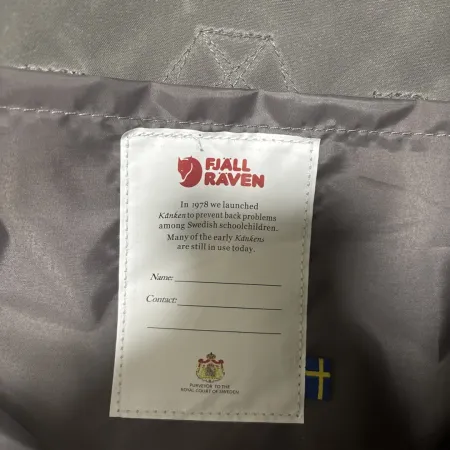 FJÄLL
RÄVEN
In 1978 we launched
Kånken to prevent back problems
among Swedish schoolchildren.
Many of the early Kånkens
are still in use today.
Name:
Contact:
PURVEYOR TO THE
ROYAL COURT OF SWEDEN